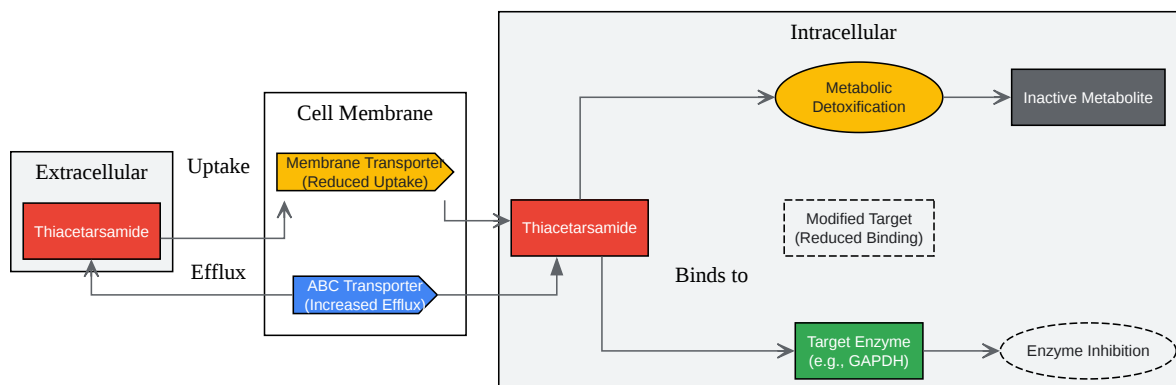 Intracellular
Metabolic
Detoxification
Inactive Metabolite
Cell Membrane
Uptake
Membrane Transporter
(Reduced Uptake)
Extracellular
Thiacetarsamide
Thiacetarsamide
Modified Target
(Reduced Binding)
Efflux
ABC Transporter
(Increased Efflux)
Binds to
Target Enzyme
(e.g., GAPDH)
Enzyme Inhibition